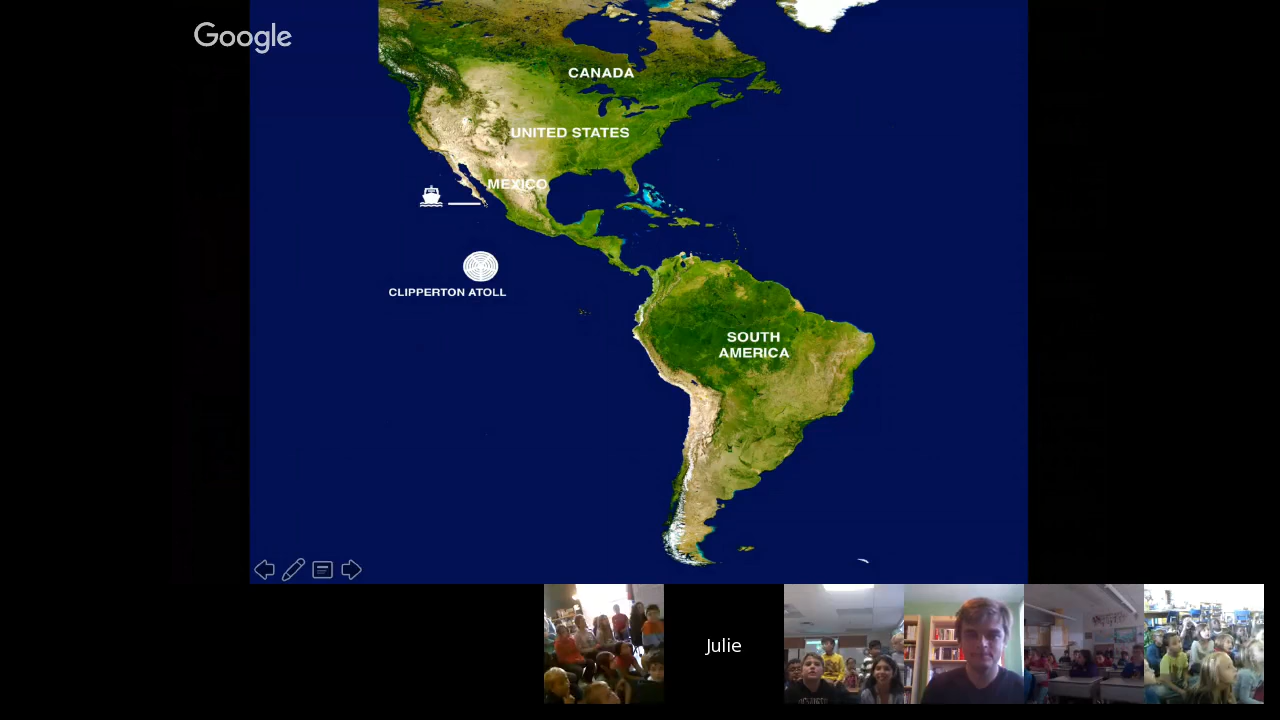 Google
CANADA
UNITED STATES
MEXICO
CLIPPERTON ATOLL
SOUTH
AMERICA
Julie